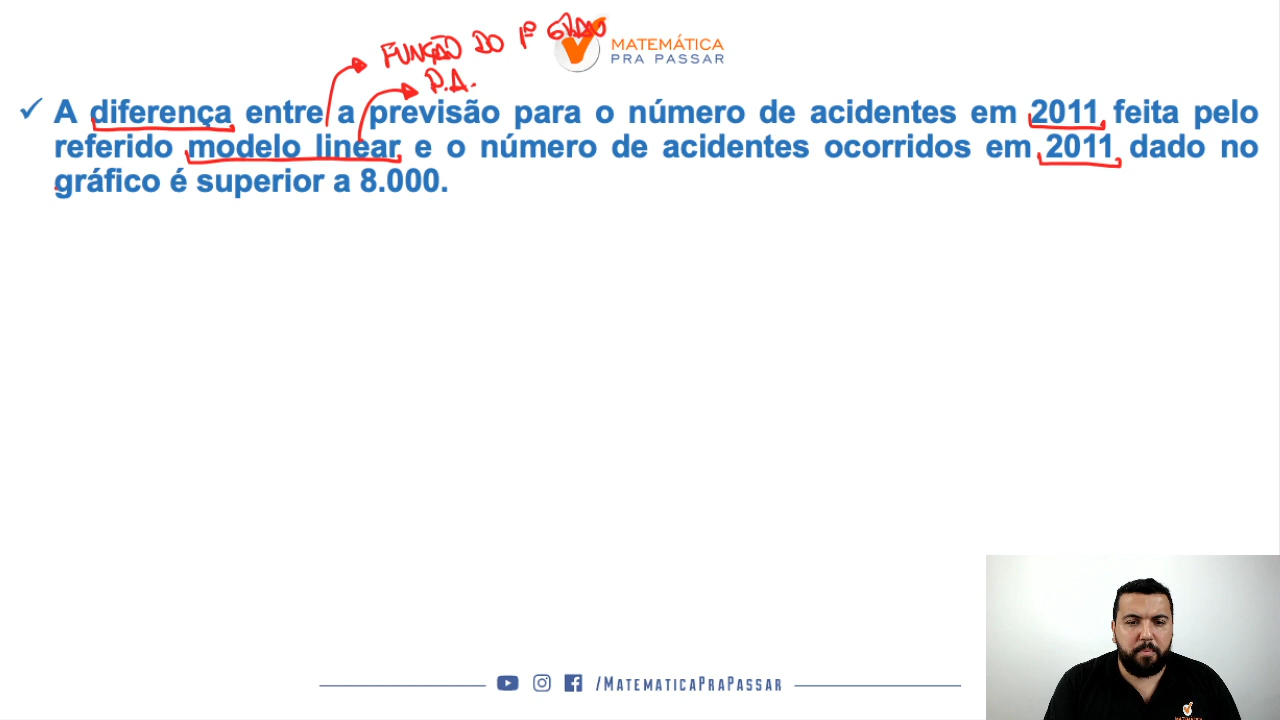 FUNÇÃO DO 1º GRAU
P.A.
MATEMÁTICA
PRA PASSAR
✓ A diferença entre a previsão para o número de acidentes em 2011 feita pelo
referido modelo linear e o número de acidentes ocorridos em 2011 dado no
gráfico é superior a 8.000.
/MATEMATICAPRAPASSAR